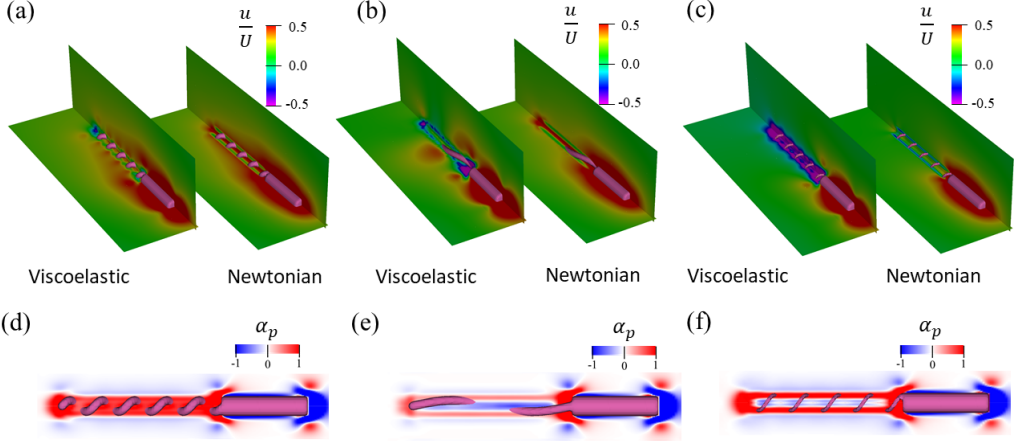 (a)
u
U
0.5
0.0
-0.5
Viscoelastic
Newtonian
(b)
u
U
0.5
0.0
-0.5
Viscoelastic
Newtonian
(c)
u
U
0.5
0.0
-0.5
Viscoelastic
Newtonian
(d)
αp
-1 0 1
(e)
αp
-1 0 1
(f)
αp
-1 0 1